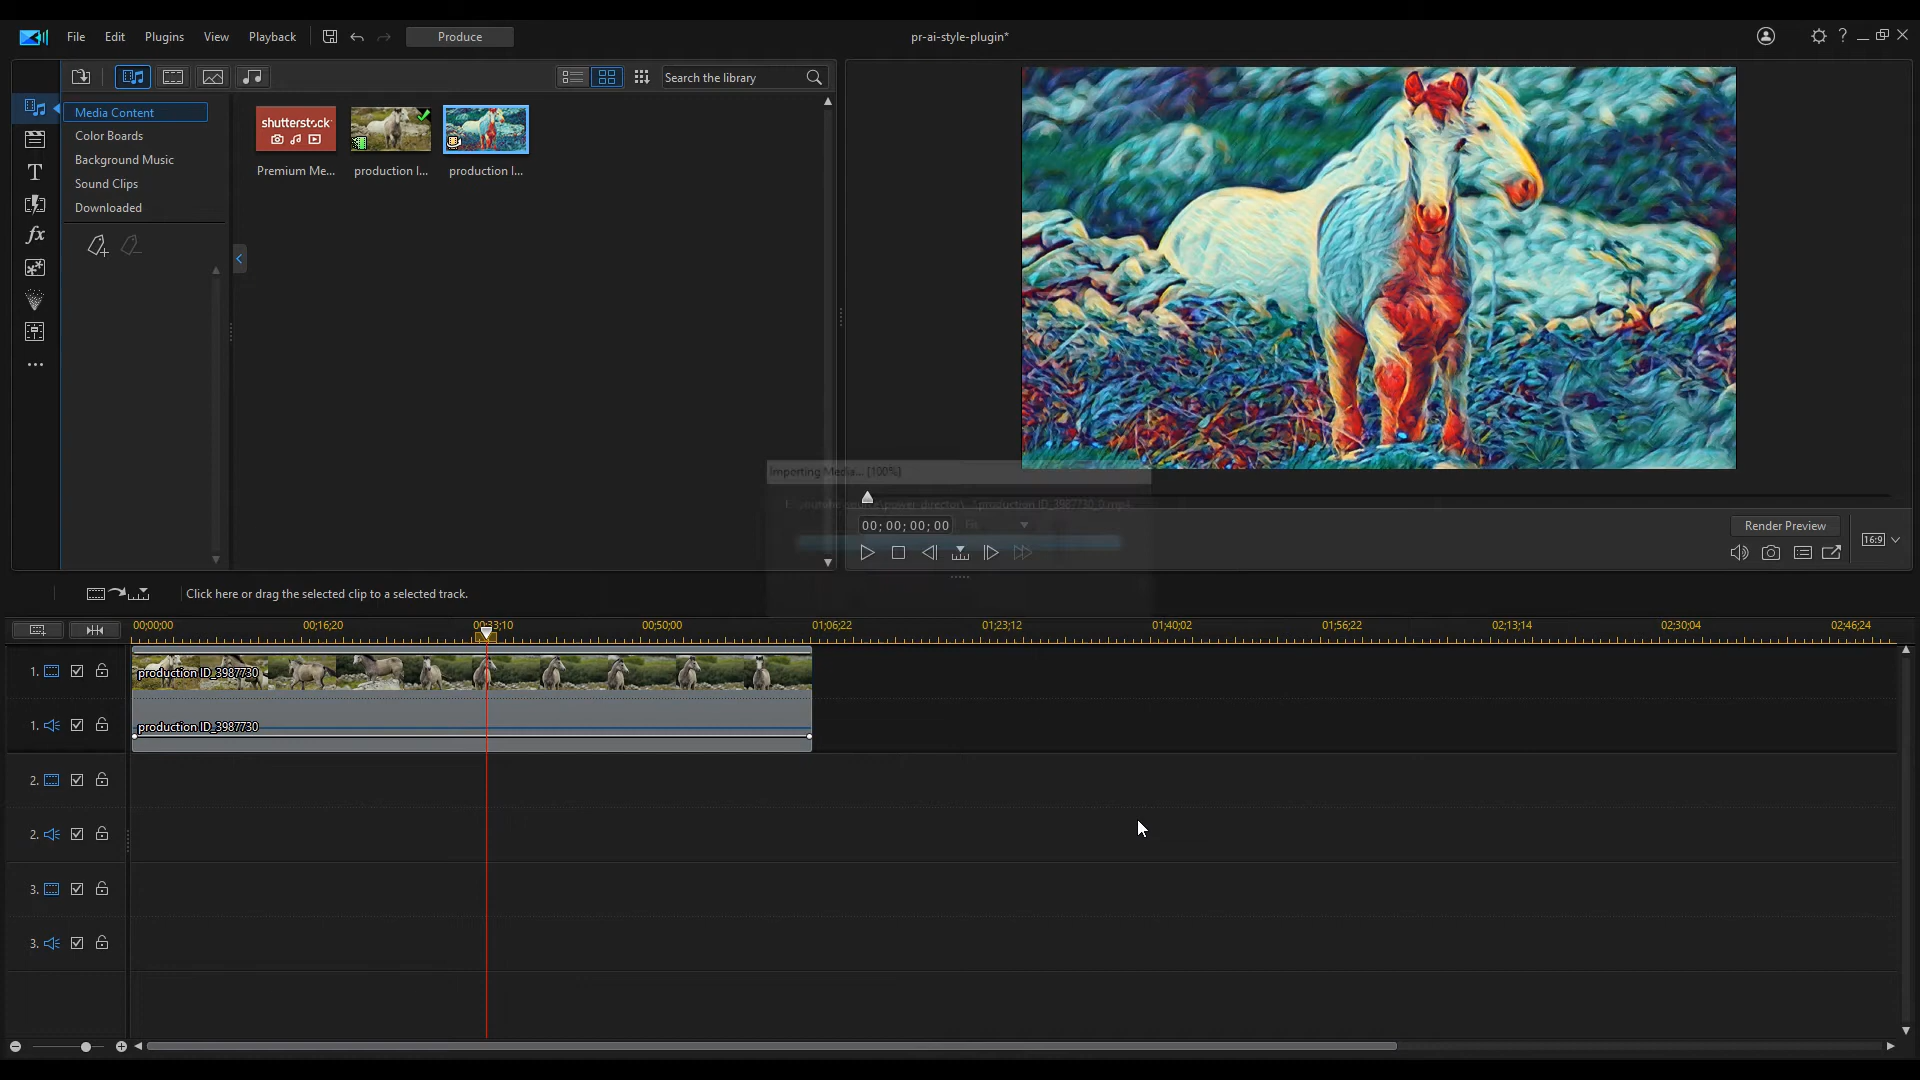 File Edit Plugins View Playback Produce pr-ai-style-plugin* ?
Search the library
Media Content
Color Boards
Background Music
Sound Clips
Downloaded
shutterstock
Premium Me... production I... production I...
T
fx
Importing Media... [100%]
00; 00; 00; 00 Fit Render Preview
16:9
Click here or drag the selected clip to a selected track.
00;00;00 00;16;20 00;33;10 00;50;00 01;06;22 01;23;12 01;40;02 01;56;22 02;13;14 02;30;04 02;46;24
1. production ID_3987730
1. production ID_3987730
2.
2.
3.
3.